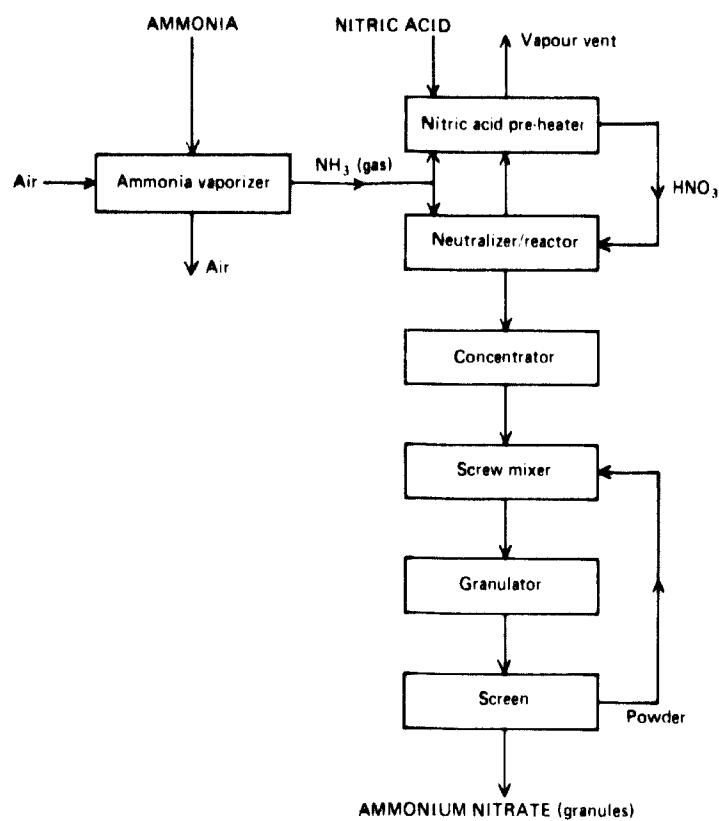 AMMONIA
NITRIC ACID
Vapour vent
Nitric acid pre-heater
Air
Ammonia vaporizer
NH₃ (gas)
HNO₃
Neutralizer/reactor
Air
Concentrator
Screw mixer
Granulator
Screen
Powder
AMMONIUM NITRATE (granules)